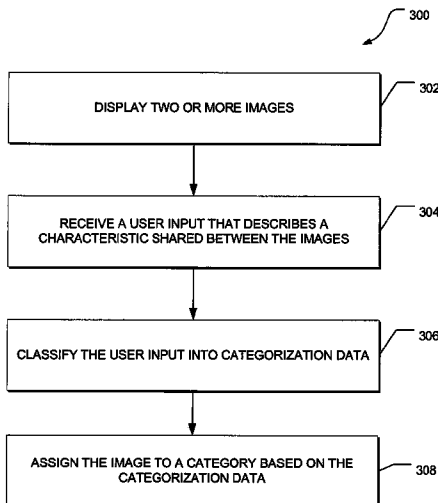 300
DISPLAY TWO OR MORE IMAGES
302
RECEIVE A USER INPUT THAT DESCRIBES A
CHARACTERISTIC SHARED BETWEEN THE IMAGES
304
CLASSIFY THE USER INPUT INTO CATEGORIZATION DATA
306
ASSIGN THE IMAGE TO A CATEGORY BASED ON THE
CATEGORIZATION DATA
308